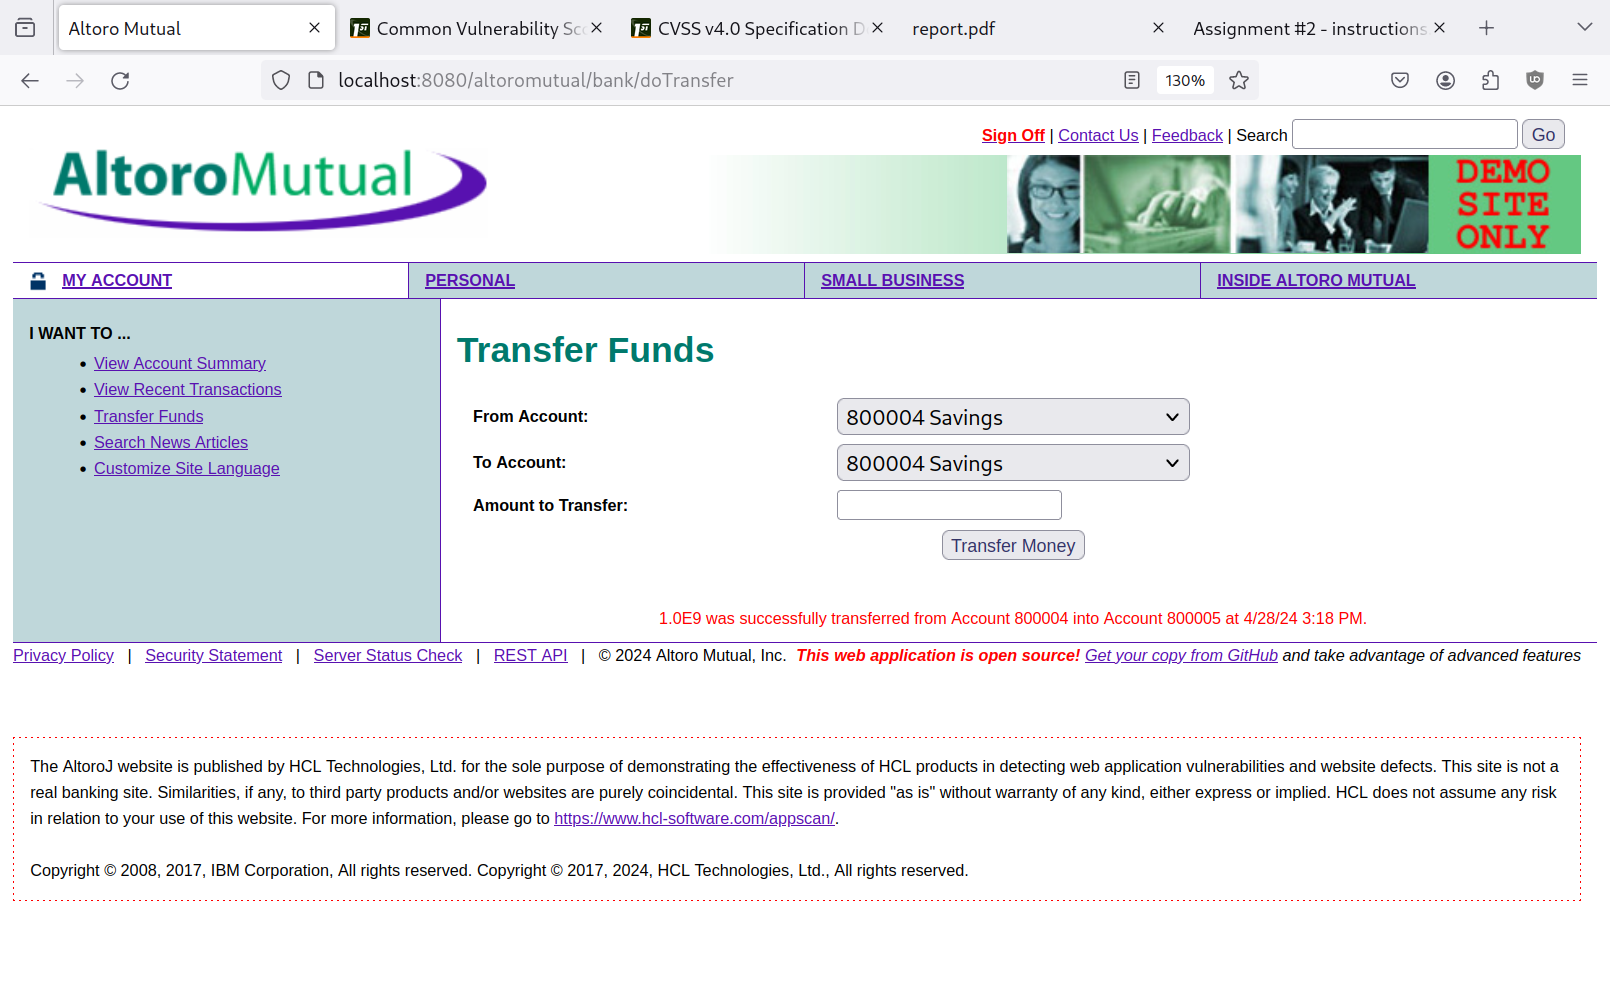 Altoro Mutual
Common Vulnerability Sc
CVSS v4.0 Specification D
report.pdf
Assignment #2 - instructions
localhost:8080/altoromutual/bank/doTransfer
130%
Sign Off | Contact Us | Feedback | Search
Go
AltoroMutual
DEMO
SITE
ONLY
MY ACCOUNT
PERSONAL
SMALL BUSINESS
INSIDE ALTORO MUTUAL
I WANT TO ...
• View Account Summary
• View Recent Transactions
• Transfer Funds
• Search News Articles
• Customize Site Language
Transfer Funds
From Account:
800004 Savings
To Account:
800004 Savings
Amount to Transfer:
Transfer Money
1.0E9 was successfully transferred from Account 800004 into Account 800005 at 4/28/24 3:18 PM.
Privacy Policy | Security Statement | Server Status Check | REST API | © 2024 Altoro Mutual, Inc. This web application is open source! Get your copy from GitHub and take advantage of advanced features
The AltoroJ website is published by HCL Technologies, Ltd. for the sole purpose of demonstrating the effectiveness of HCL products in detecting web application vulnerabilities and website defects. This site is not a
real banking site. Similarities, if any, to third party products and/or websites are purely coincidental. This site is provided "as is" without warranty of any kind, either express or implied. HCL does not assume any risk
in relation to your use of this website. For more information, please go to https://www.hcl-software.com/appscan/.
Copyright © 2008, 2017, IBM Corporation, All rights reserved. Copyright © 2017, 2024, HCL Technologies, Ltd., All rights reserved.